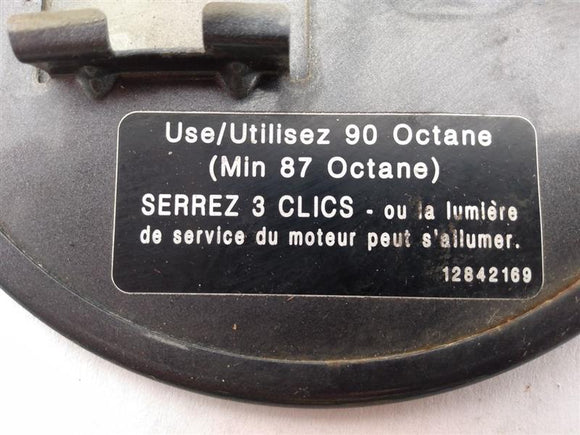 Use/Utilisez 90 Octane
(Min 87 Octane)
SERREZ 3 CLICS - ou la lumière
de service du moteur peut s'allumer.
12842169